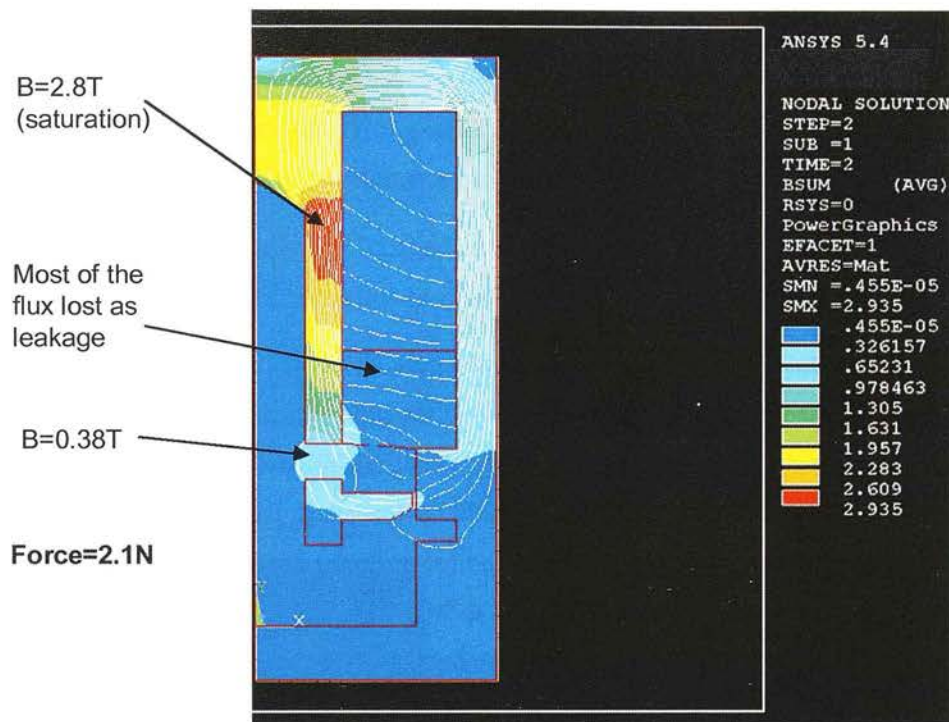 B=2.8T
(saturation)
Most of the
flux lost as
leakage
B=0.38T
Force=2.1N
Y
X
ANSYS 5.4
NODAL SOLUTION
STEP=2
SUB =1
TIME=2
BSUM (AVG)
RSYS=0
PowerGraphics
EFACET=1
AVRES=Mat
SMN =.455E-05
SMX =2.935
.455E-05
.326157
.65231
.978463
1.305
1.631
1.957
2.283
2.609
2.935